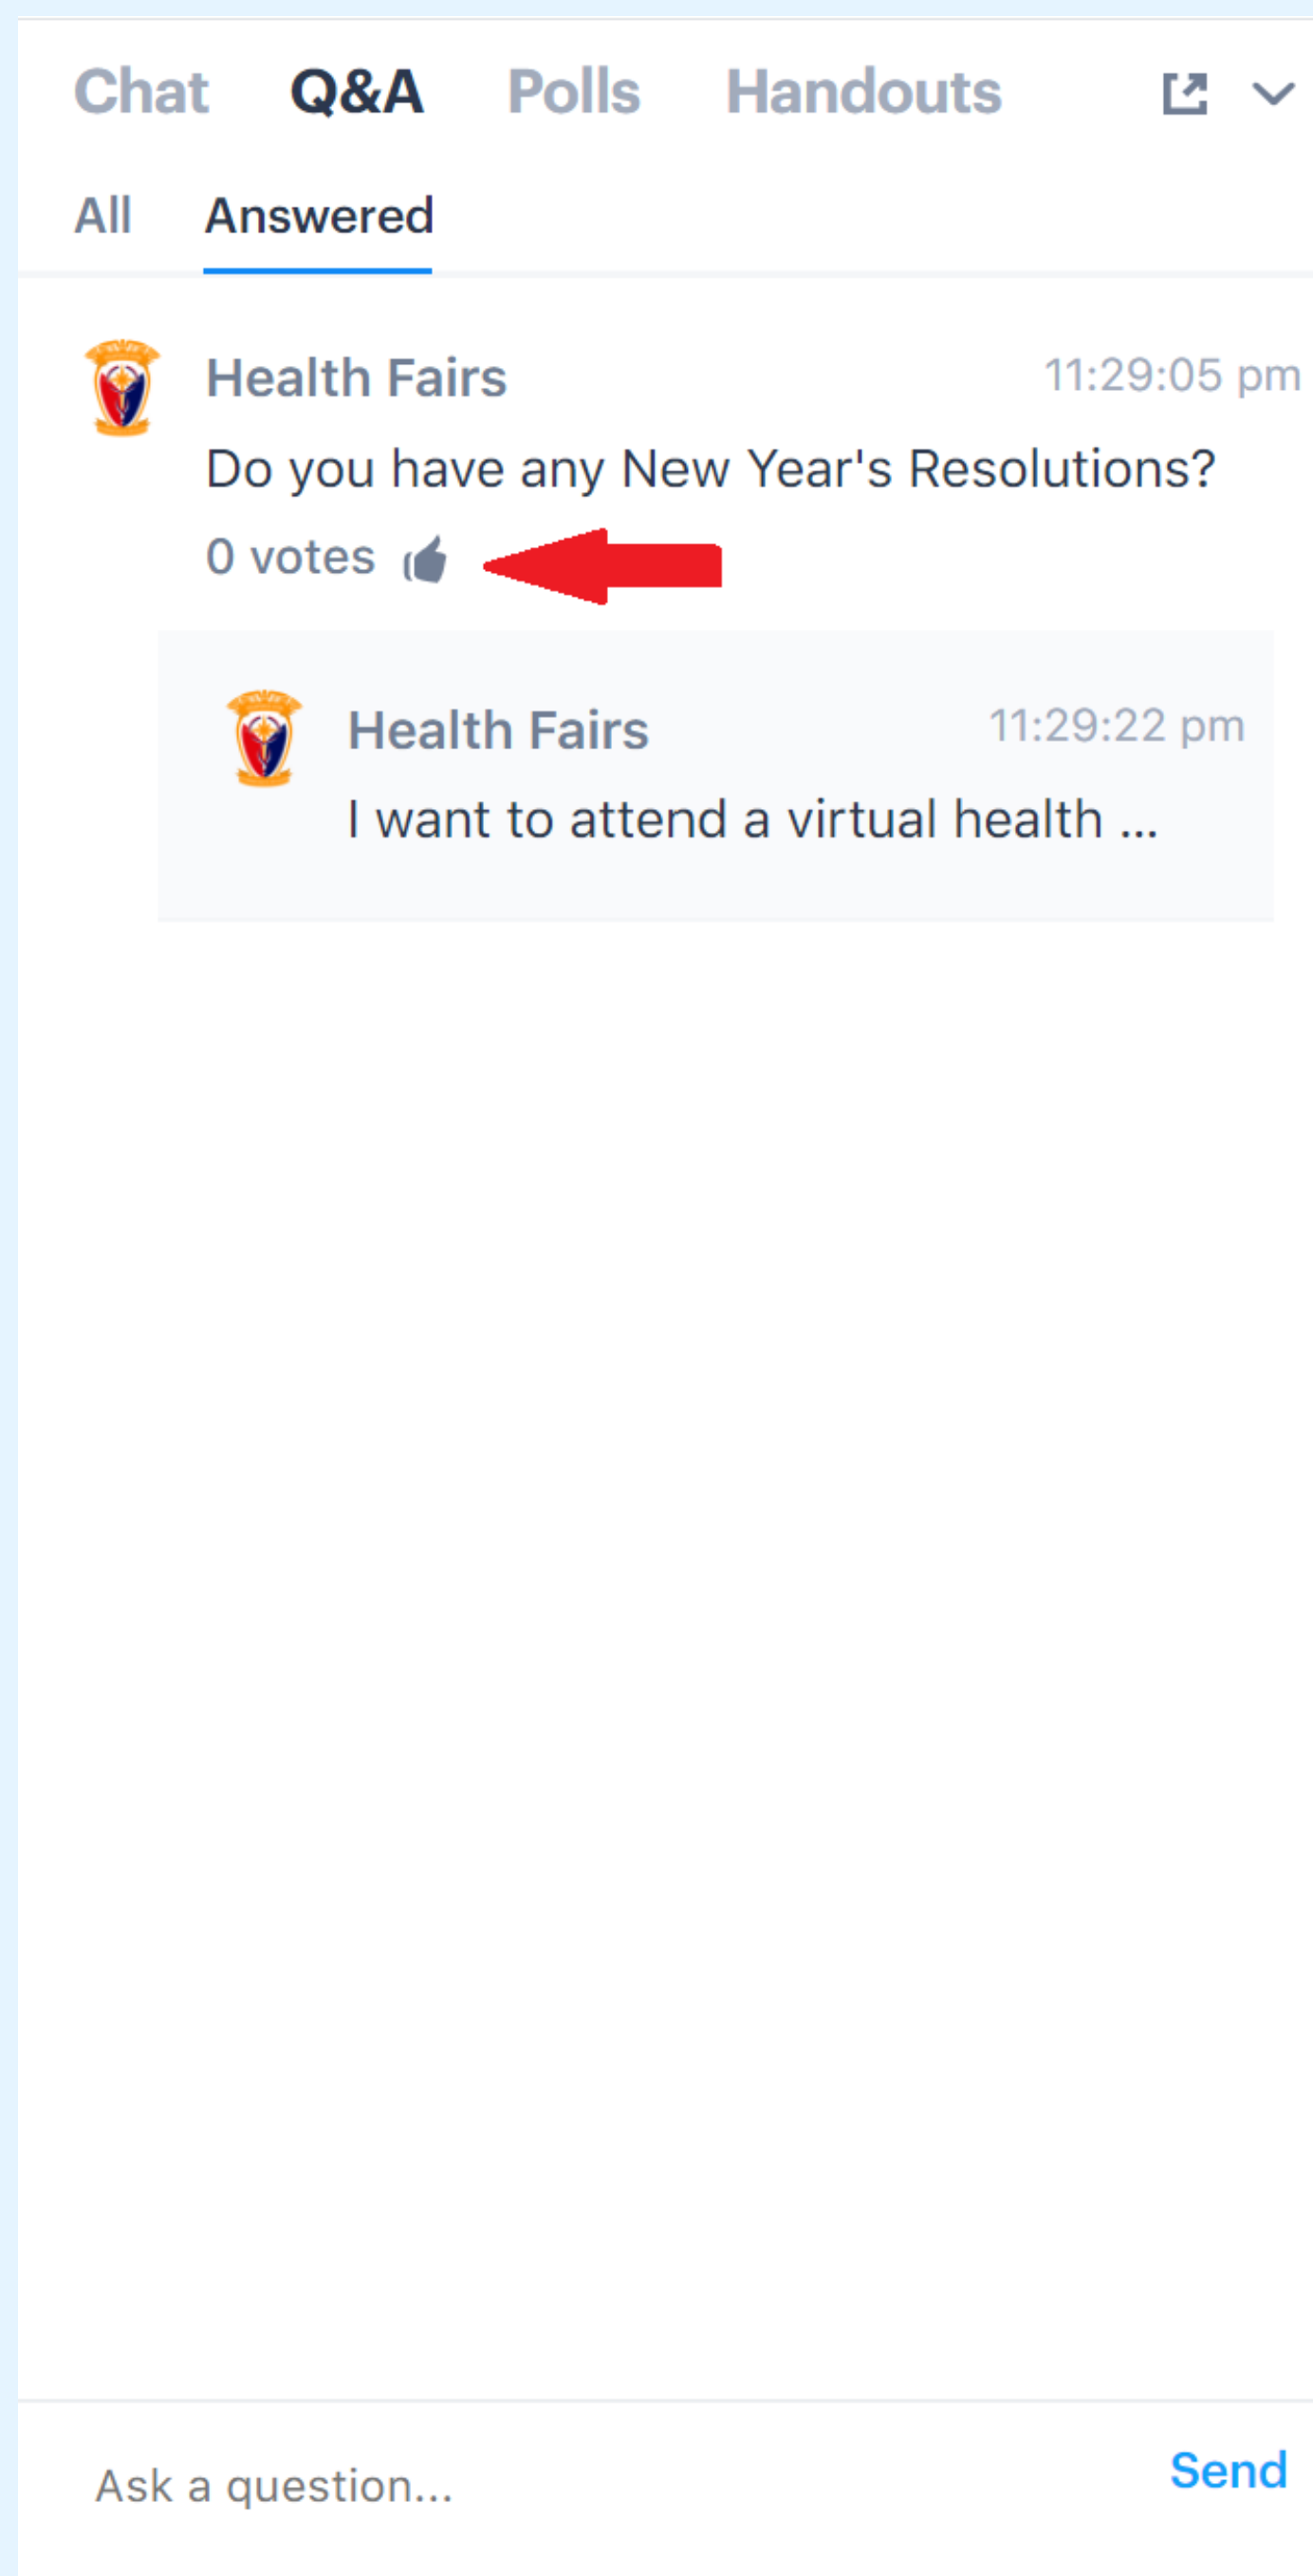 Chat Q&A Polls Handouts
All Answered
Health Fairs 11:29:05 pm
Do you have any New Year's Resolutions?
0 votes
Health Fairs 11:29:22 pm
I want to attend a virtual health ...
Ask a question... Send